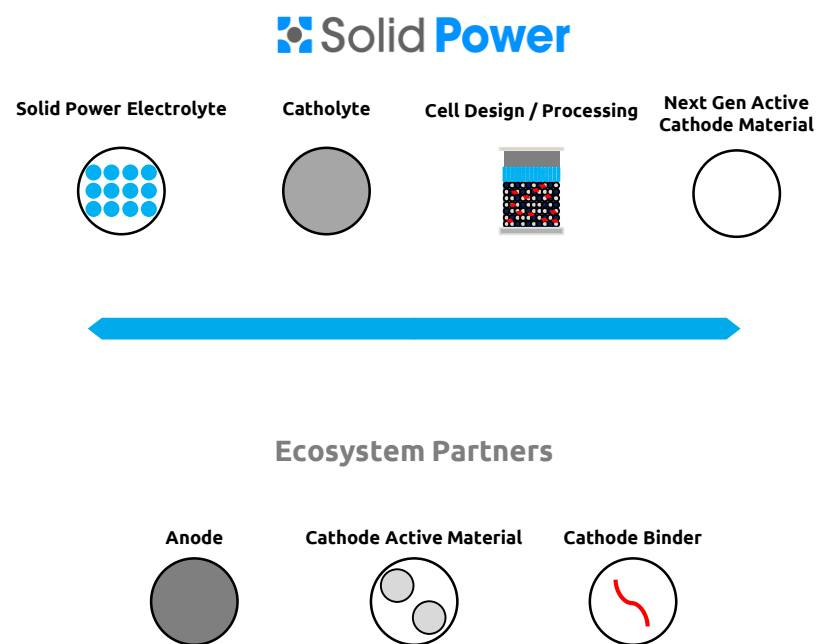 Solid Power
Solid Power Electrolyte
Catholyte
Cell Design / Processing
Next Gen Active
Cathode Material
Ecosystem Partners
Anode
Cathode Active Material
Cathode Binder